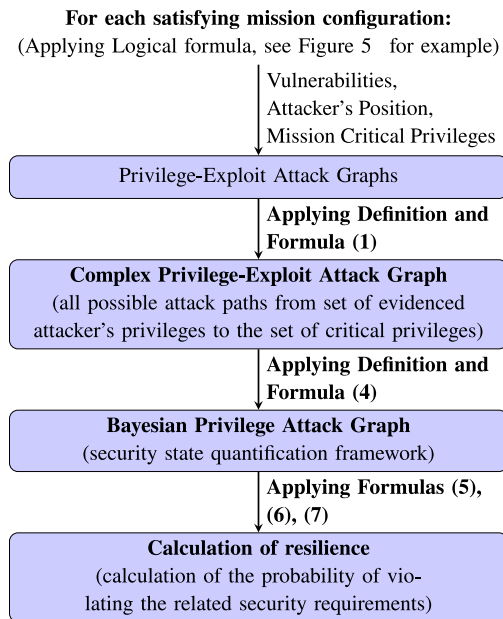 For each satisfying mission configuration:
(Applying Logical formula, see Figure 5 for example)
Vulnerabilities,
Attacker's Position,
Mission Critical Privileges
Privilege-Exploit Attack Graphs
Applying Definition and
Formula (1)
Complex Privilege-Exploit Attack Graph
(all possible attack paths from set of evidenced
attacker's privileges to the set of critical privileges)
Applying Definition and
Formula (4)
Bayesian Privilege Attack Graph
(security state quantification framework)
Applying Formulas (5),
(6), (7)
Calculation of resilience
(calculation of the probability of vio-
lating the related security requirements)